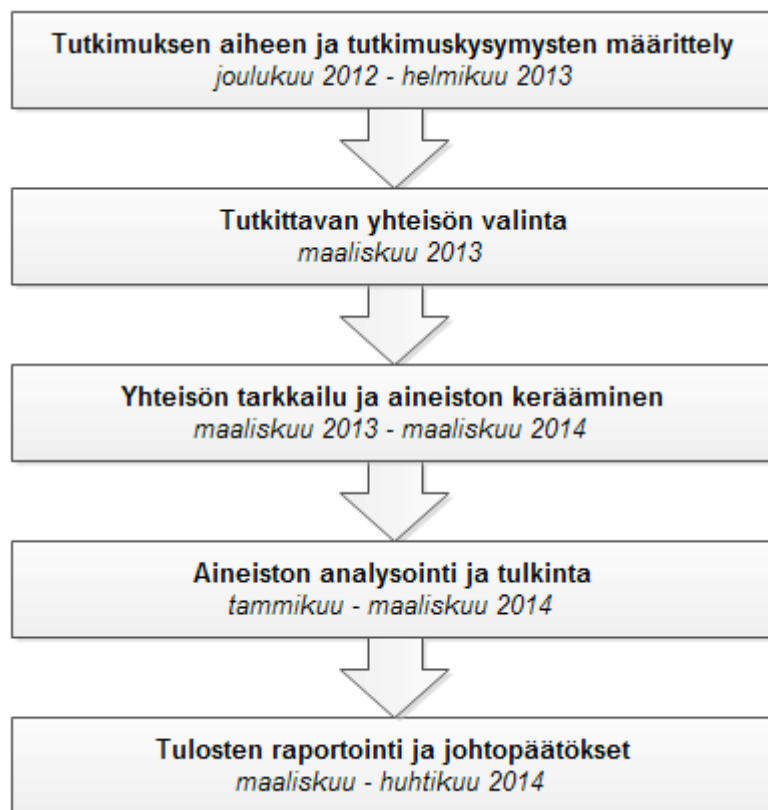 Tutkimuksen aiheen ja tutkimuskysymysten määrittely
joulukuu 2012 - helmikuu 2013
Tutkittavan yhteisön valinta
maaliskuu 2013
Yhteisön tarkkailu ja aineiston kerääminen
maaliskuu 2013 - maaliskuu 2014
Aineiston analysointi ja tulkinta
tammikuu - maaliskuu 2014
Tulosten raportointi ja johtopäätökset
maaliskuu - huhtikuu 2014